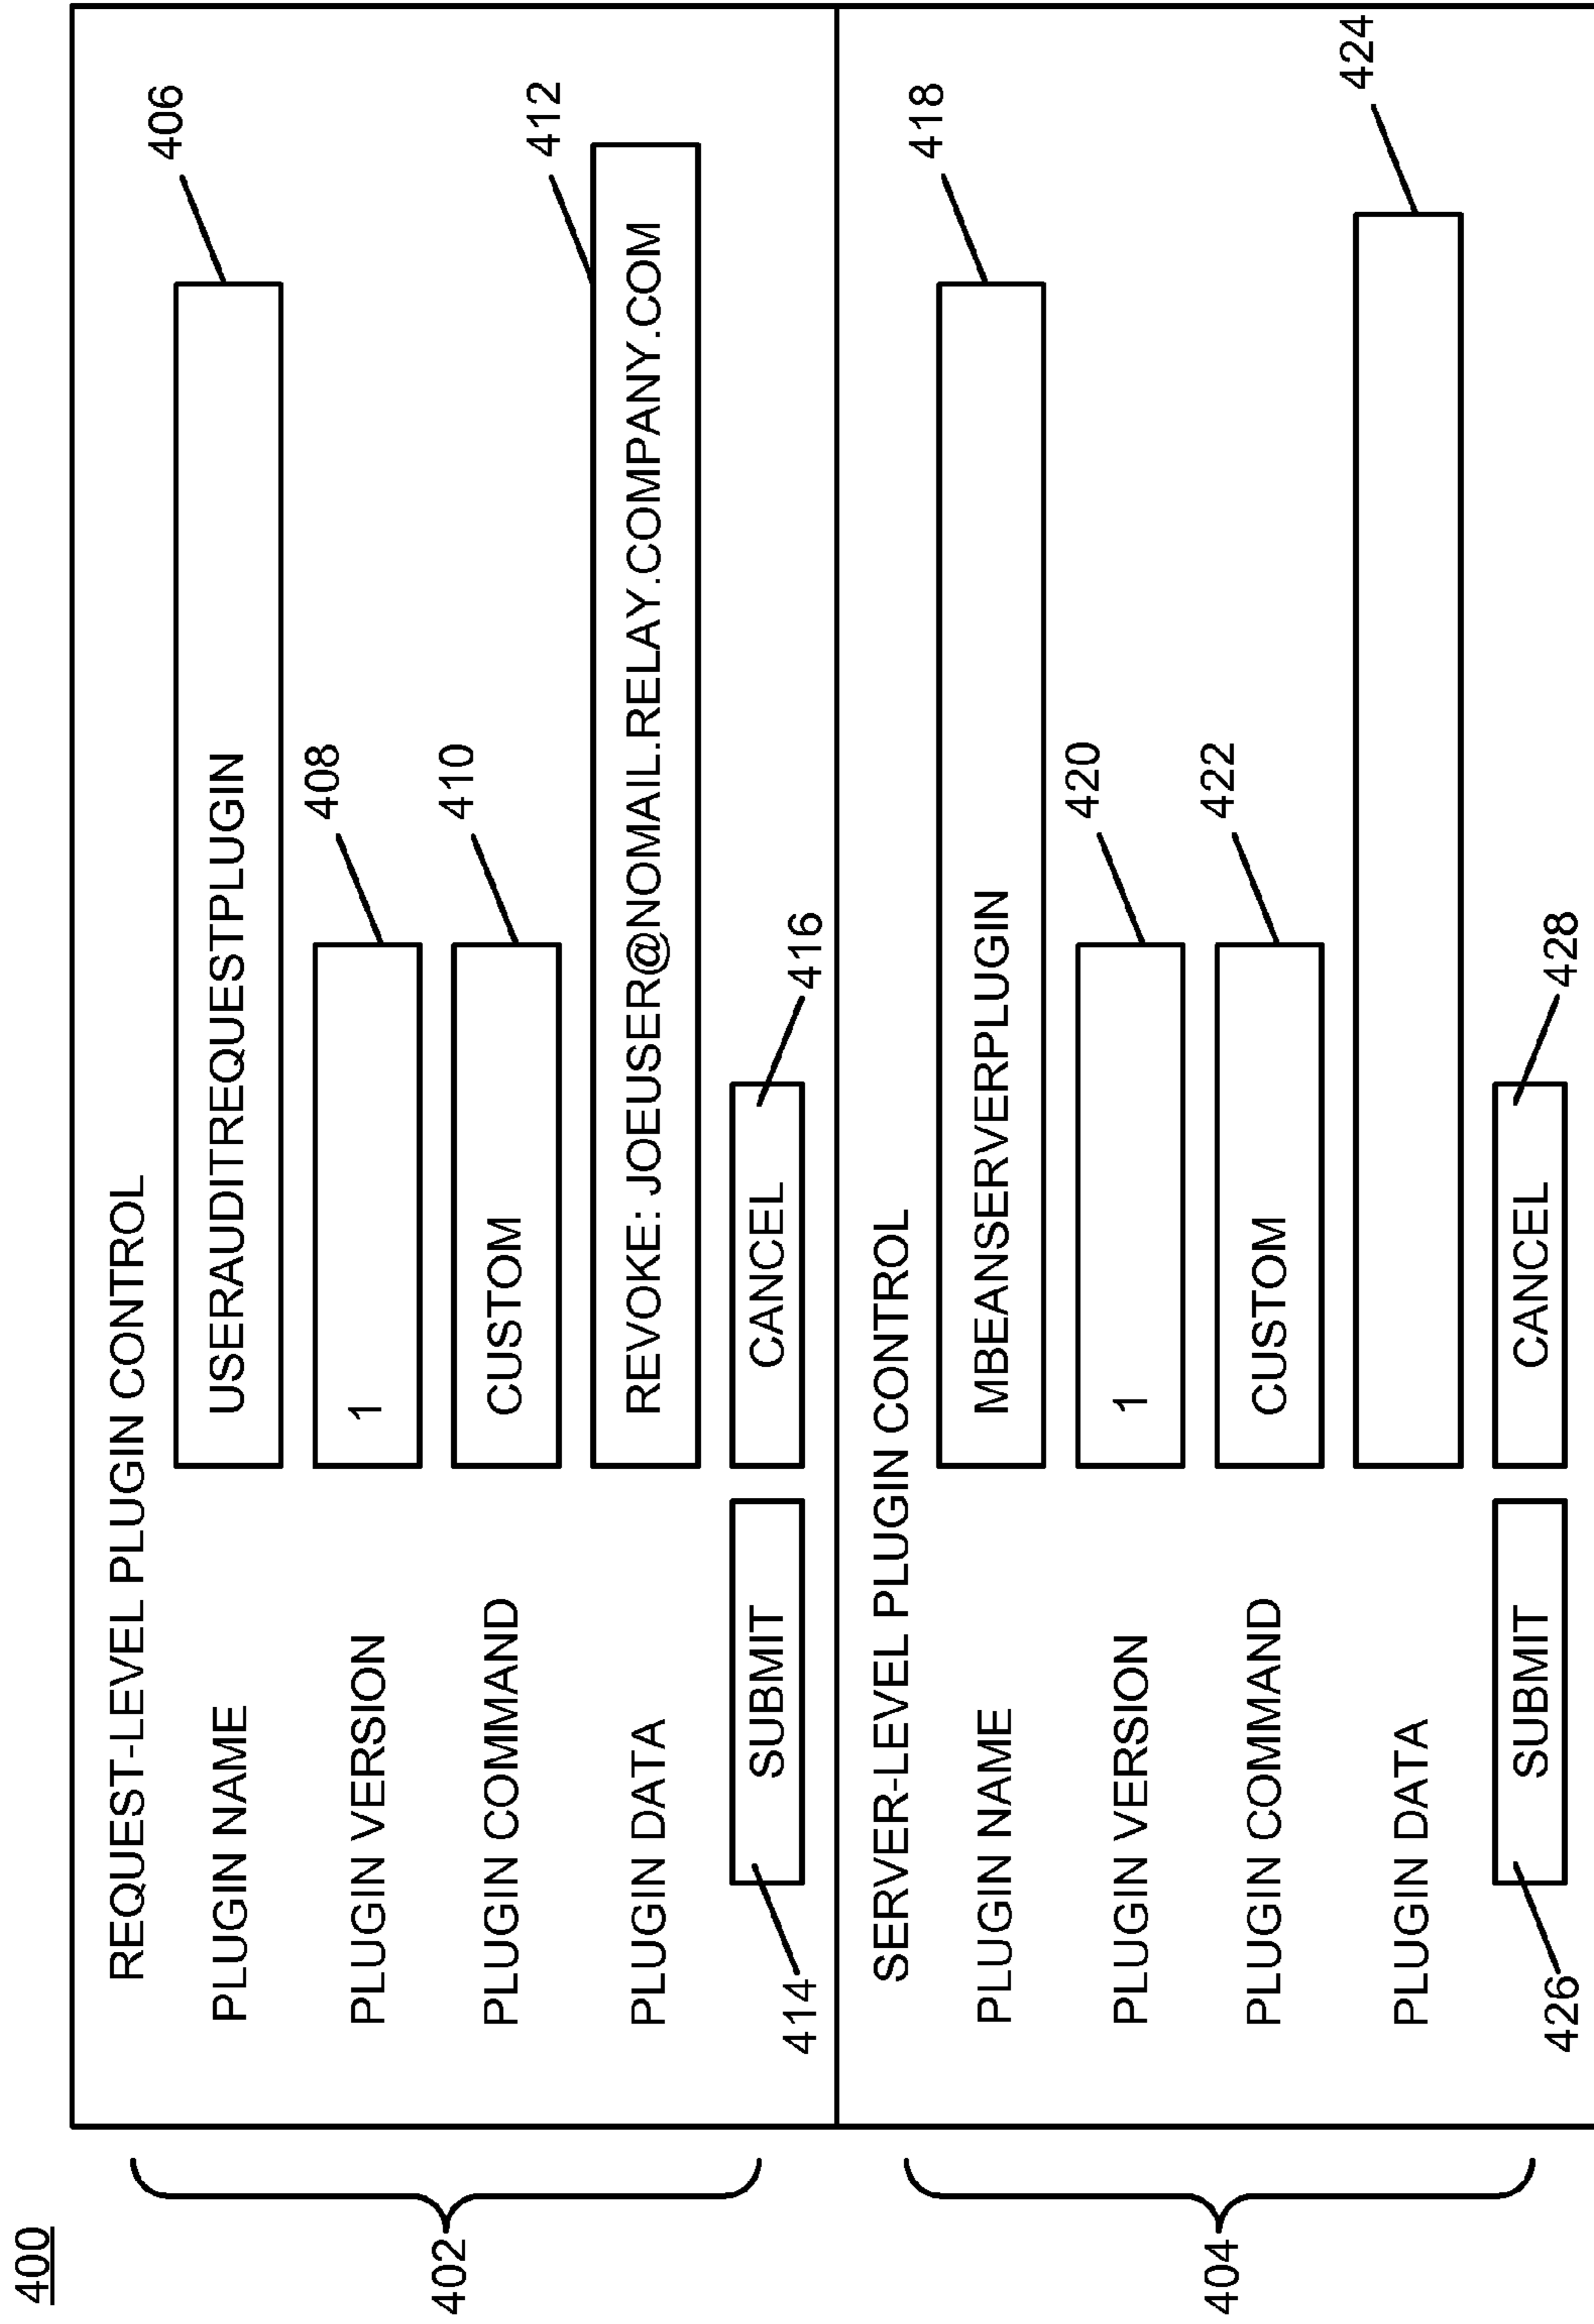 400
402
REQUEST-LEVEL PLUGIN CONTROL
PLUGIN NAME
USERAUDITREQUESTPLUGIN
406
PLUGIN VERSION
1
408
PLUGIN COMMAND
CUSTOM
410
PLUGIN DATA
REVOKE: JOEUSER@NOMAIL.RELAY.COMPANY.COM
412
414
SUBMIT
CANCEL
416
404
SERVER-LEVEL PLUGIN CONTROL
PLUGIN NAME
MBEANSERVERPLUGIN
418
PLUGIN VERSION
1
420
PLUGIN COMMAND
CUSTOM
422
PLUGIN DATA
424
426
SUBMIT
CANCEL
428